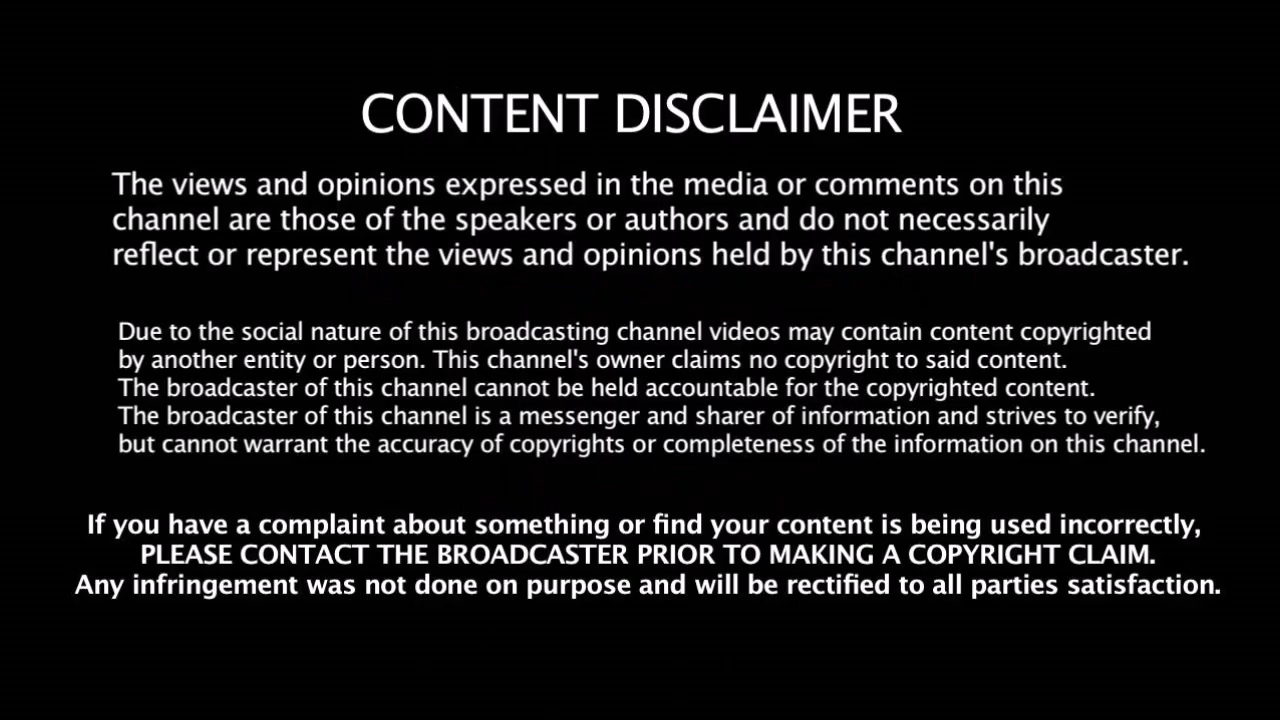 CONTENT DISCLAIMER
The views and opinions expressed in the media or comments on this
channel are those of the speakers or authors and do not necessarily
reflect or represent the views and opinions held by this channel's broadcaster.
Due to the social nature of this broadcasting channel videos may contain content copyrighted
by another entity or person. This channel's owner claims no copyright to said content.
The broadcaster of this channel cannot be held accountable for the copyrighted content.
The broadcaster of this channel is a messenger and sharer of information and strives to verify,
but cannot warrant the accuracy of copyrights or completeness of the information on this channel.
If you have a complaint about something or find your content is being used incorrectly,
PLEASE CONTACT THE BROADCASTER PRIOR TO MAKING A COPYRIGHT CLAIM.
Any infringement was not done on purpose and will be rectified to all parties satisfaction.